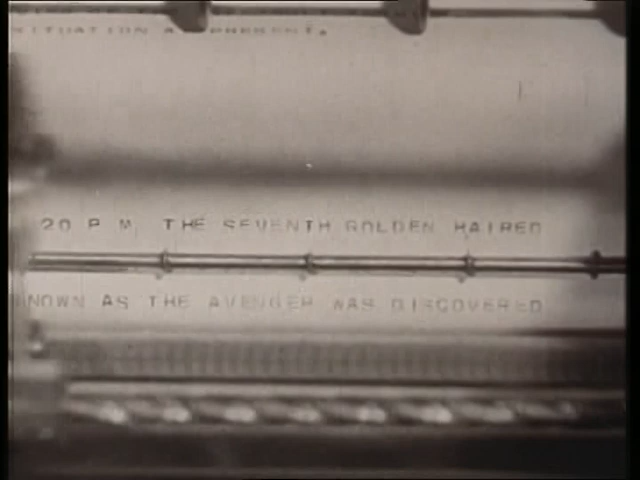 SITUATION AT PRESENT.
20 P M THE SEVENTH GOLDEN HAIRED
NOWN AS THE AVENGER WAS DISCOVERED